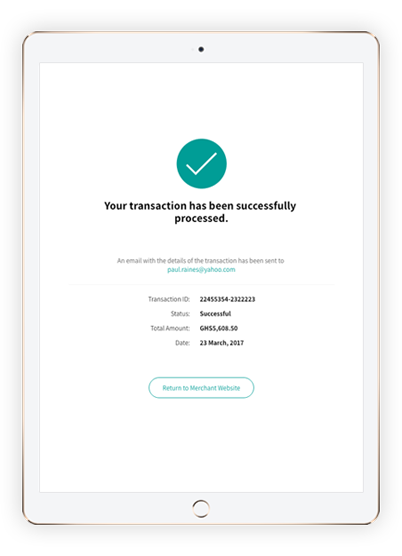 Your transaction has been successfully
processed.
An email with the details of the transaction has been sent to
paul.raines@yahoo.com
Transaction ID: 22455354-2322223
Status: Successful
Total Amount: GHS5,608.50
Date: 23 March, 2017
Return to Merchant Website